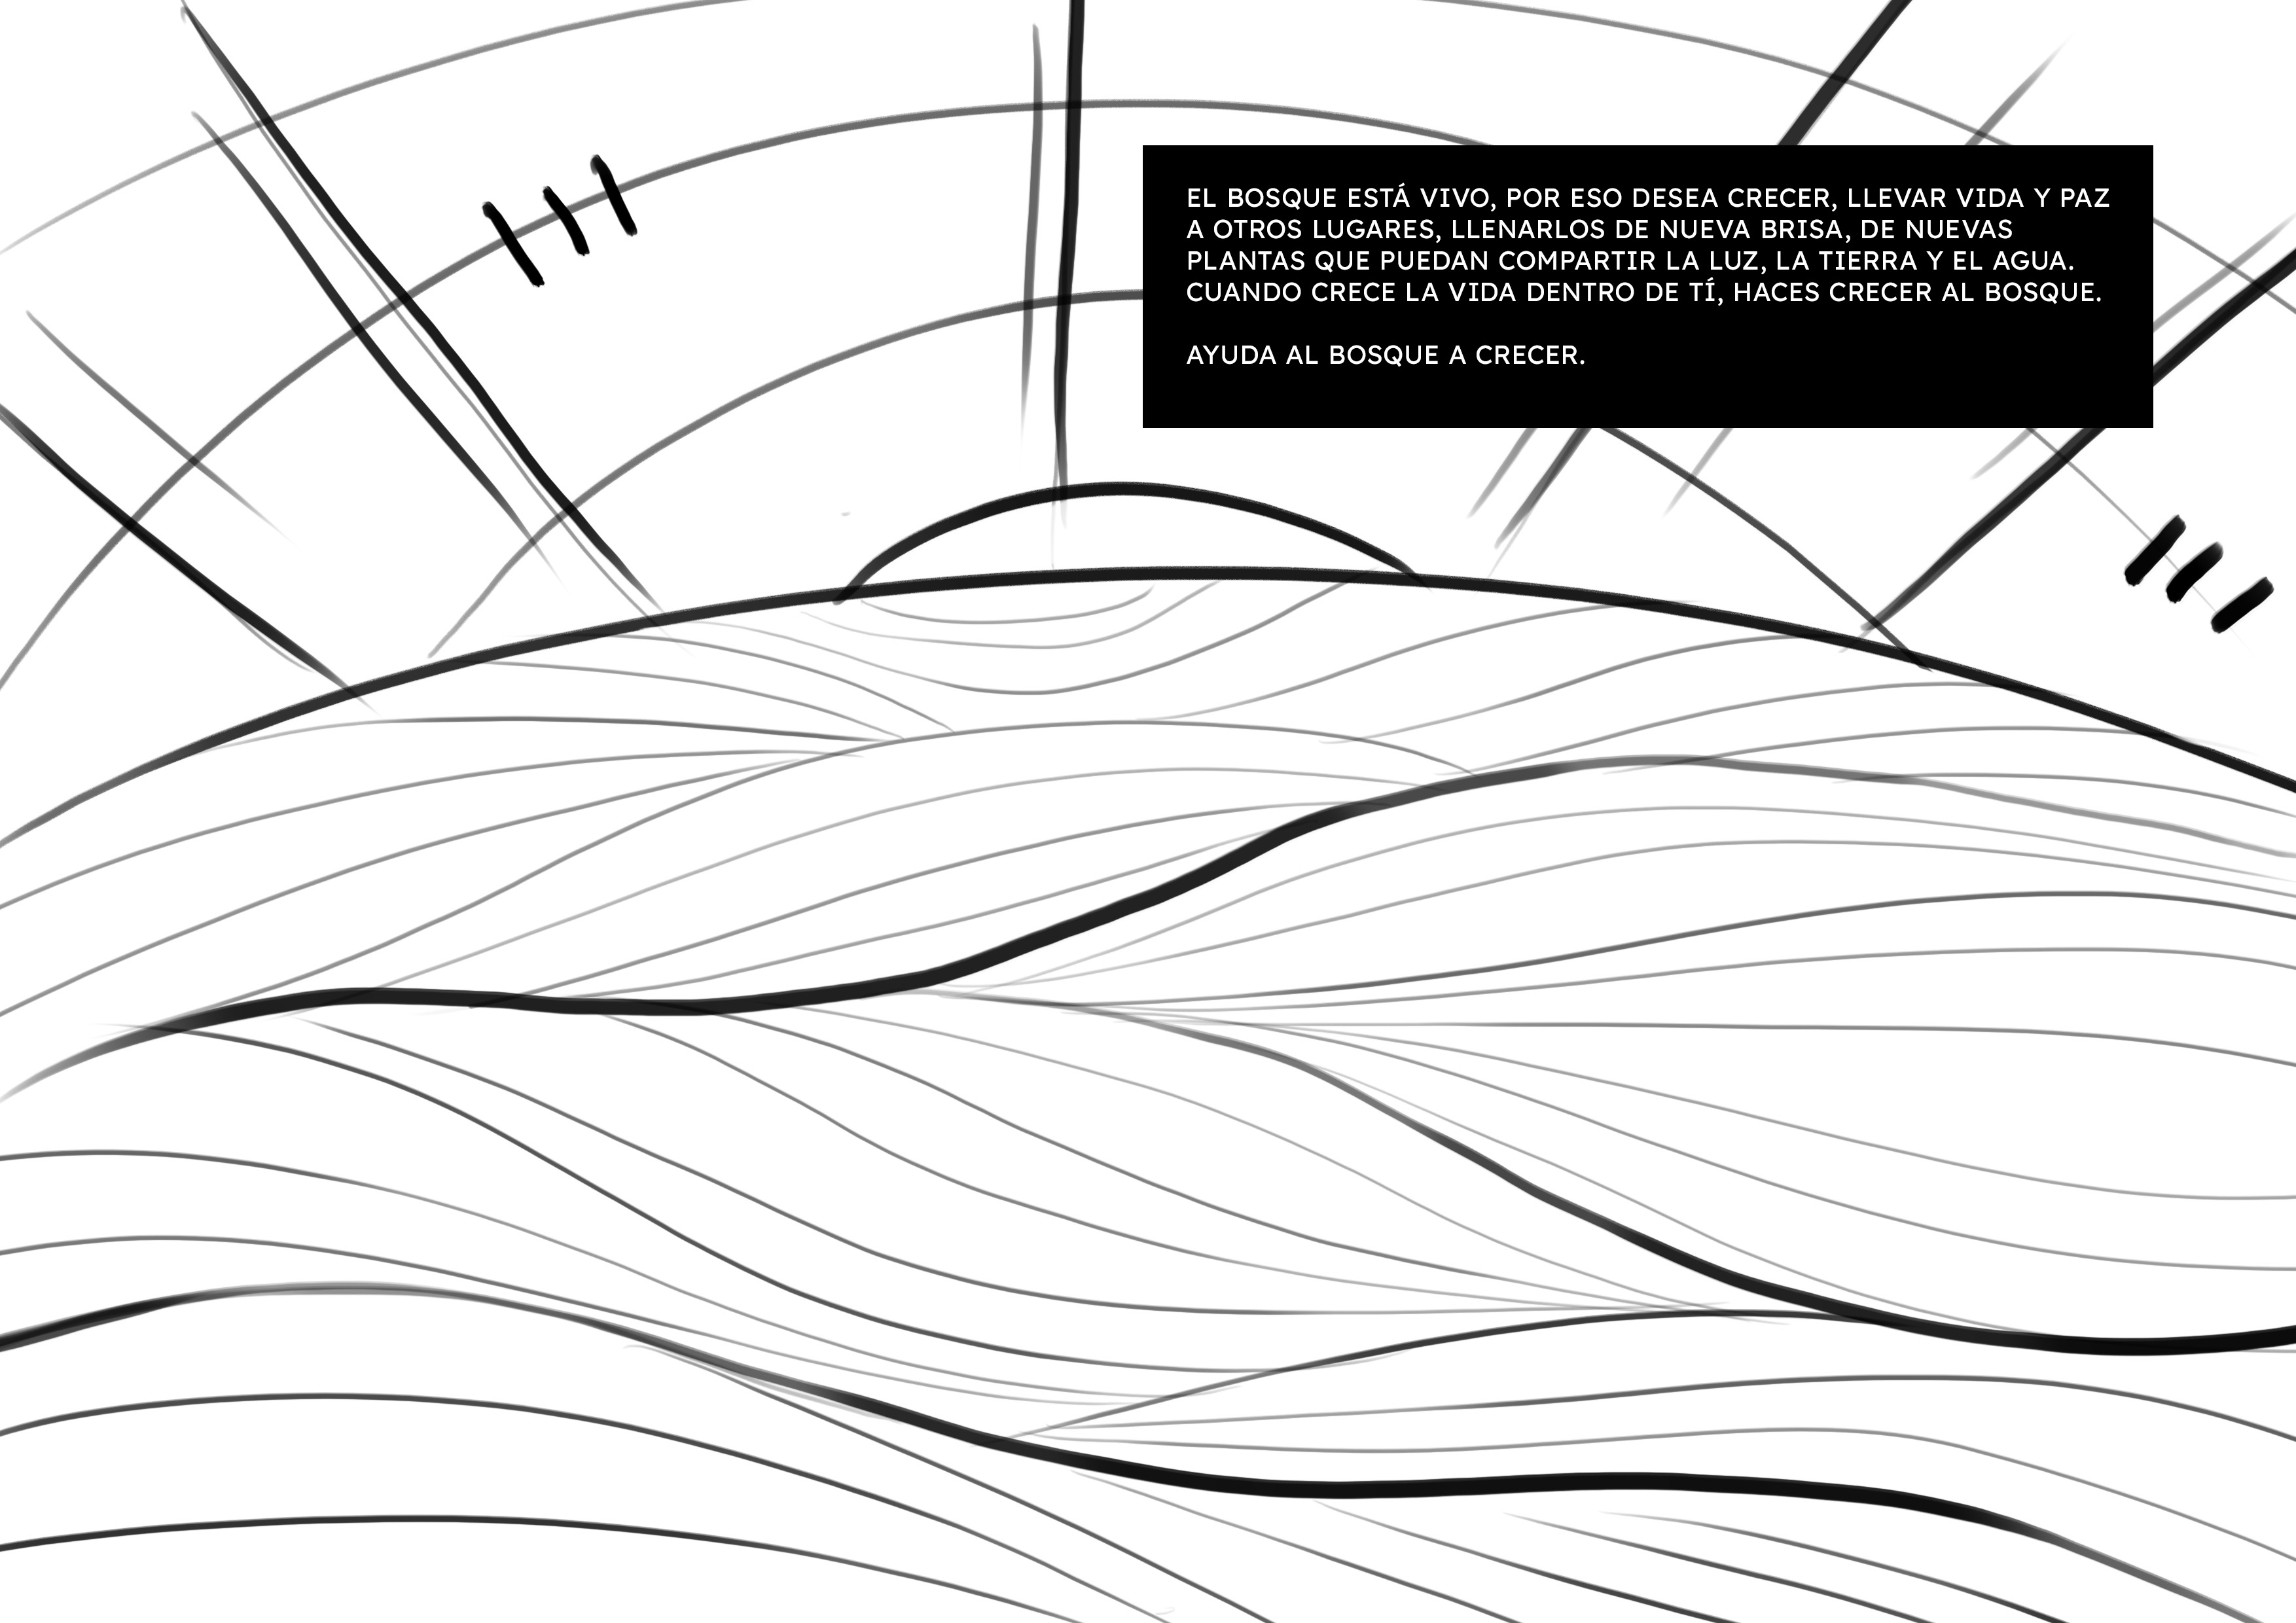 EL BOSQUE ESTÁ VIVO, POR ESO DESEA CRECER, LLEVAR VIDA Y PAZ
A OTROS LUGARES, LLENARLOS DE NUEVA BRISA, DE NUEVAS
PLANTAS QUE PUEDAN COMPARTIR LA LUZ, LA TIERRA Y EL AGUA.
CUANDO CRECE LA VIDA DENTRO DE TÍ, HACES CRECER AL BOSQUE.
AYUDA AL BOSQUE A CRECER.